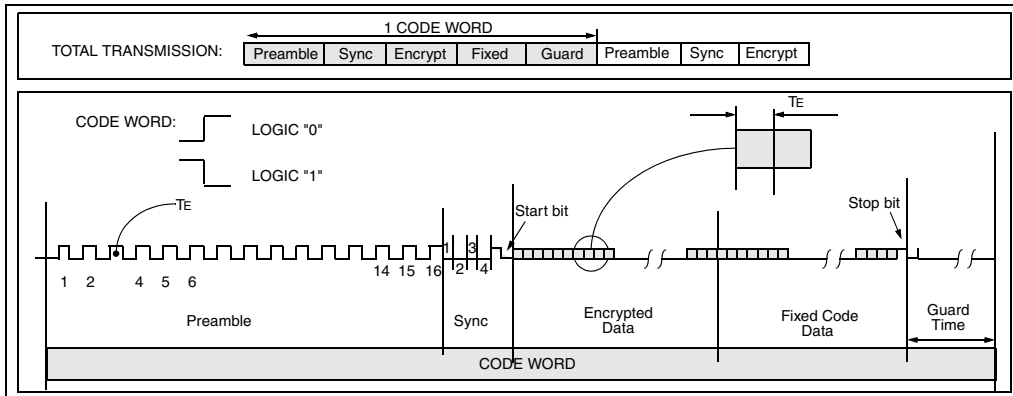 1 CODE WORD
TOTAL TRANSMISSION: Preamble Sync Encrypt Fixed Guard Preamble Sync Encrypt
TE
CODE WORD: LOGIC "0"
LOGIC "1"
TE
Start bit
Stop bit
1 3
2 4
1 2 4 5 6 14 15 16
Preamble
Sync
Encrypted
Data
Fixed Code
Data
Guard
Time
CODE WORD